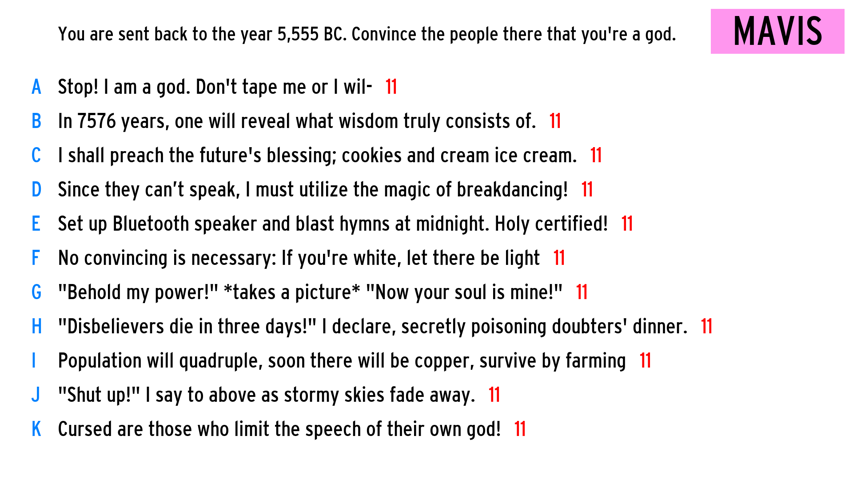 You are sent back to the year 5,555 BC. Convince the people there that you're a god.
MAVIS
A Stop! I am a god. Don't tape me or I wil- 11
B In 7576 years, one will reveal what wisdom truly consists of. 11
C I shall preach the future's blessing; cookies and cream ice cream. 11
D Since they can’t speak, I must utilize the magic of breakdancing! 11
E Set up Bluetooth speaker and blast hymns at midnight. Holy certified! 11
F No convincing is necessary: If you're white, let there be light 11
G "Behold my power!" *takes a picture* "Now your soul is mine!" 11
H "Disbelievers die in three days!" I declare, secretly poisoning doubters' dinner. 11
I Population will quadruple, soon there will be copper, survive by farming 11
J "Shut up!" I say to above as stormy skies fade away. 11
K Cursed are those who limit the speech of their own god! 11